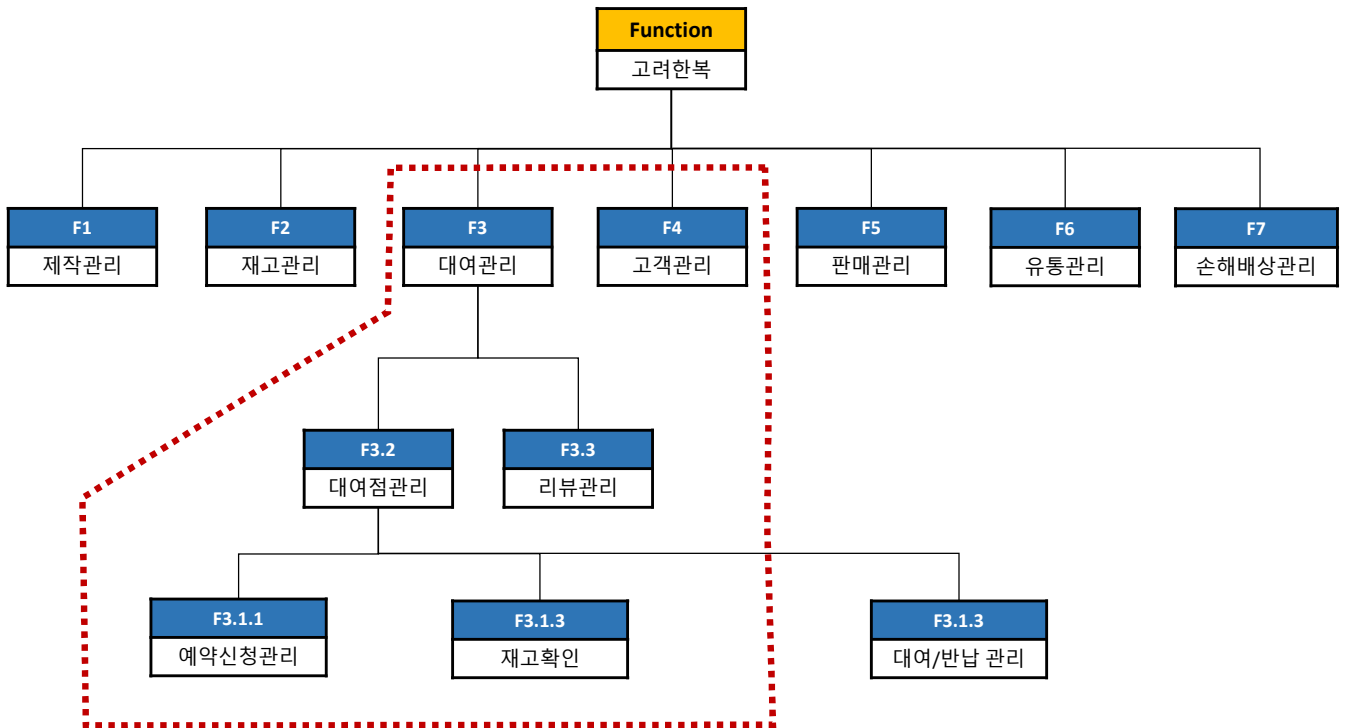 Function
고려한복
F1
제작관리
F2
재고관리
F3
대여관리
F4
고객관리
F5
판매관리
F6
유통관리
F7
손해배상관리
F3.2
대여점관리
F3.3
리뷰관리
F3.1.1
예약신청관리
F3.1.3
재고확인
F3.1.3
대여/반납 관리